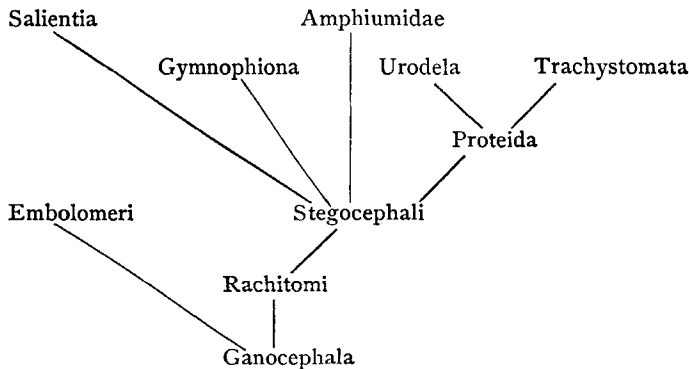 Salientia Amphiumidae
Gymnophiona Urodela Trachystomata
Proteida
Embolomeri Stegocephali
Rachitomi
Ganocephala